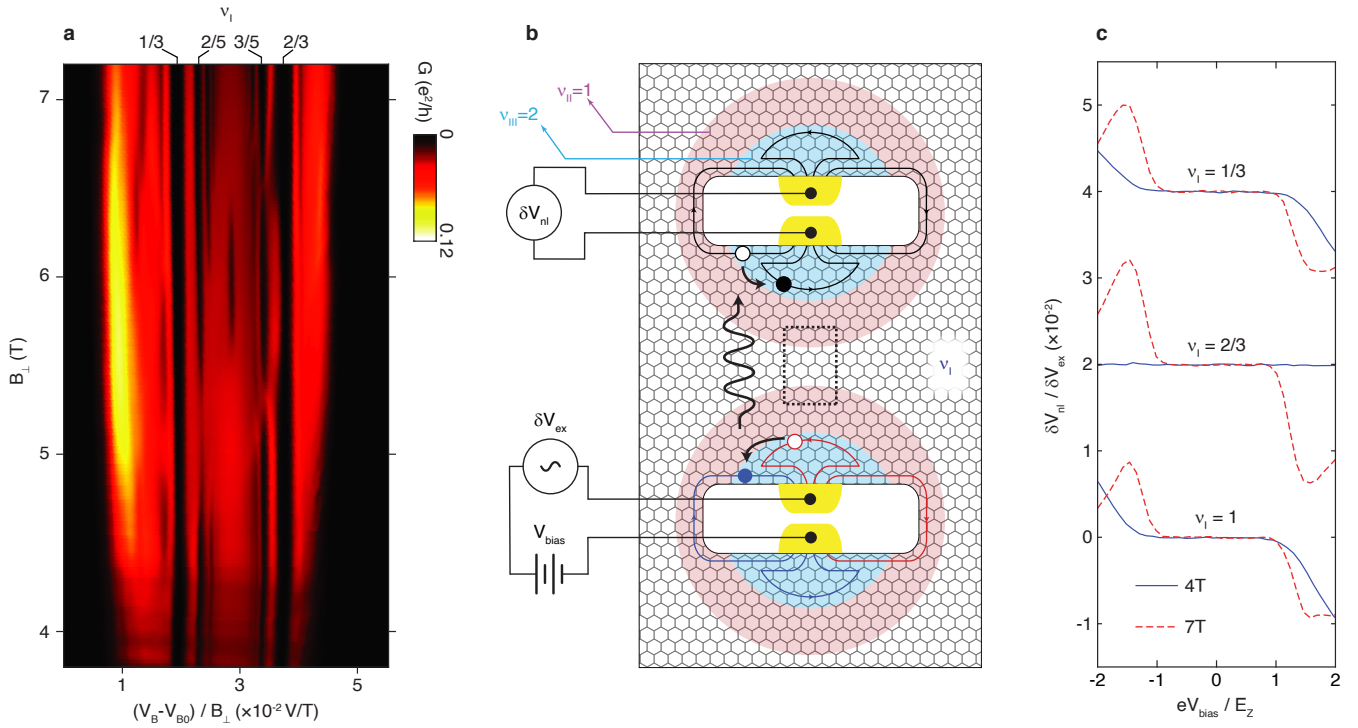 a
ν_I
1/3 2/5 3/5 2/3
7
6
5
4
B⊥ (T)
1 3 5
(V_B-V_B0) / B⊥ (×10⁻² V/T)
G (e²/h)
0
0.12
b
ν_II=1
ν_III=2
δV_nl
ν_I
δV_ex
V_bias
c
5
4
3
2
1
0
-1
δV_nl / δV_ex (×10⁻²)
ν_I = 1/3
ν_I = 2/3
ν_I = 1
4T
7T
-2 -1 0 1 2
eV_bias / E_Z